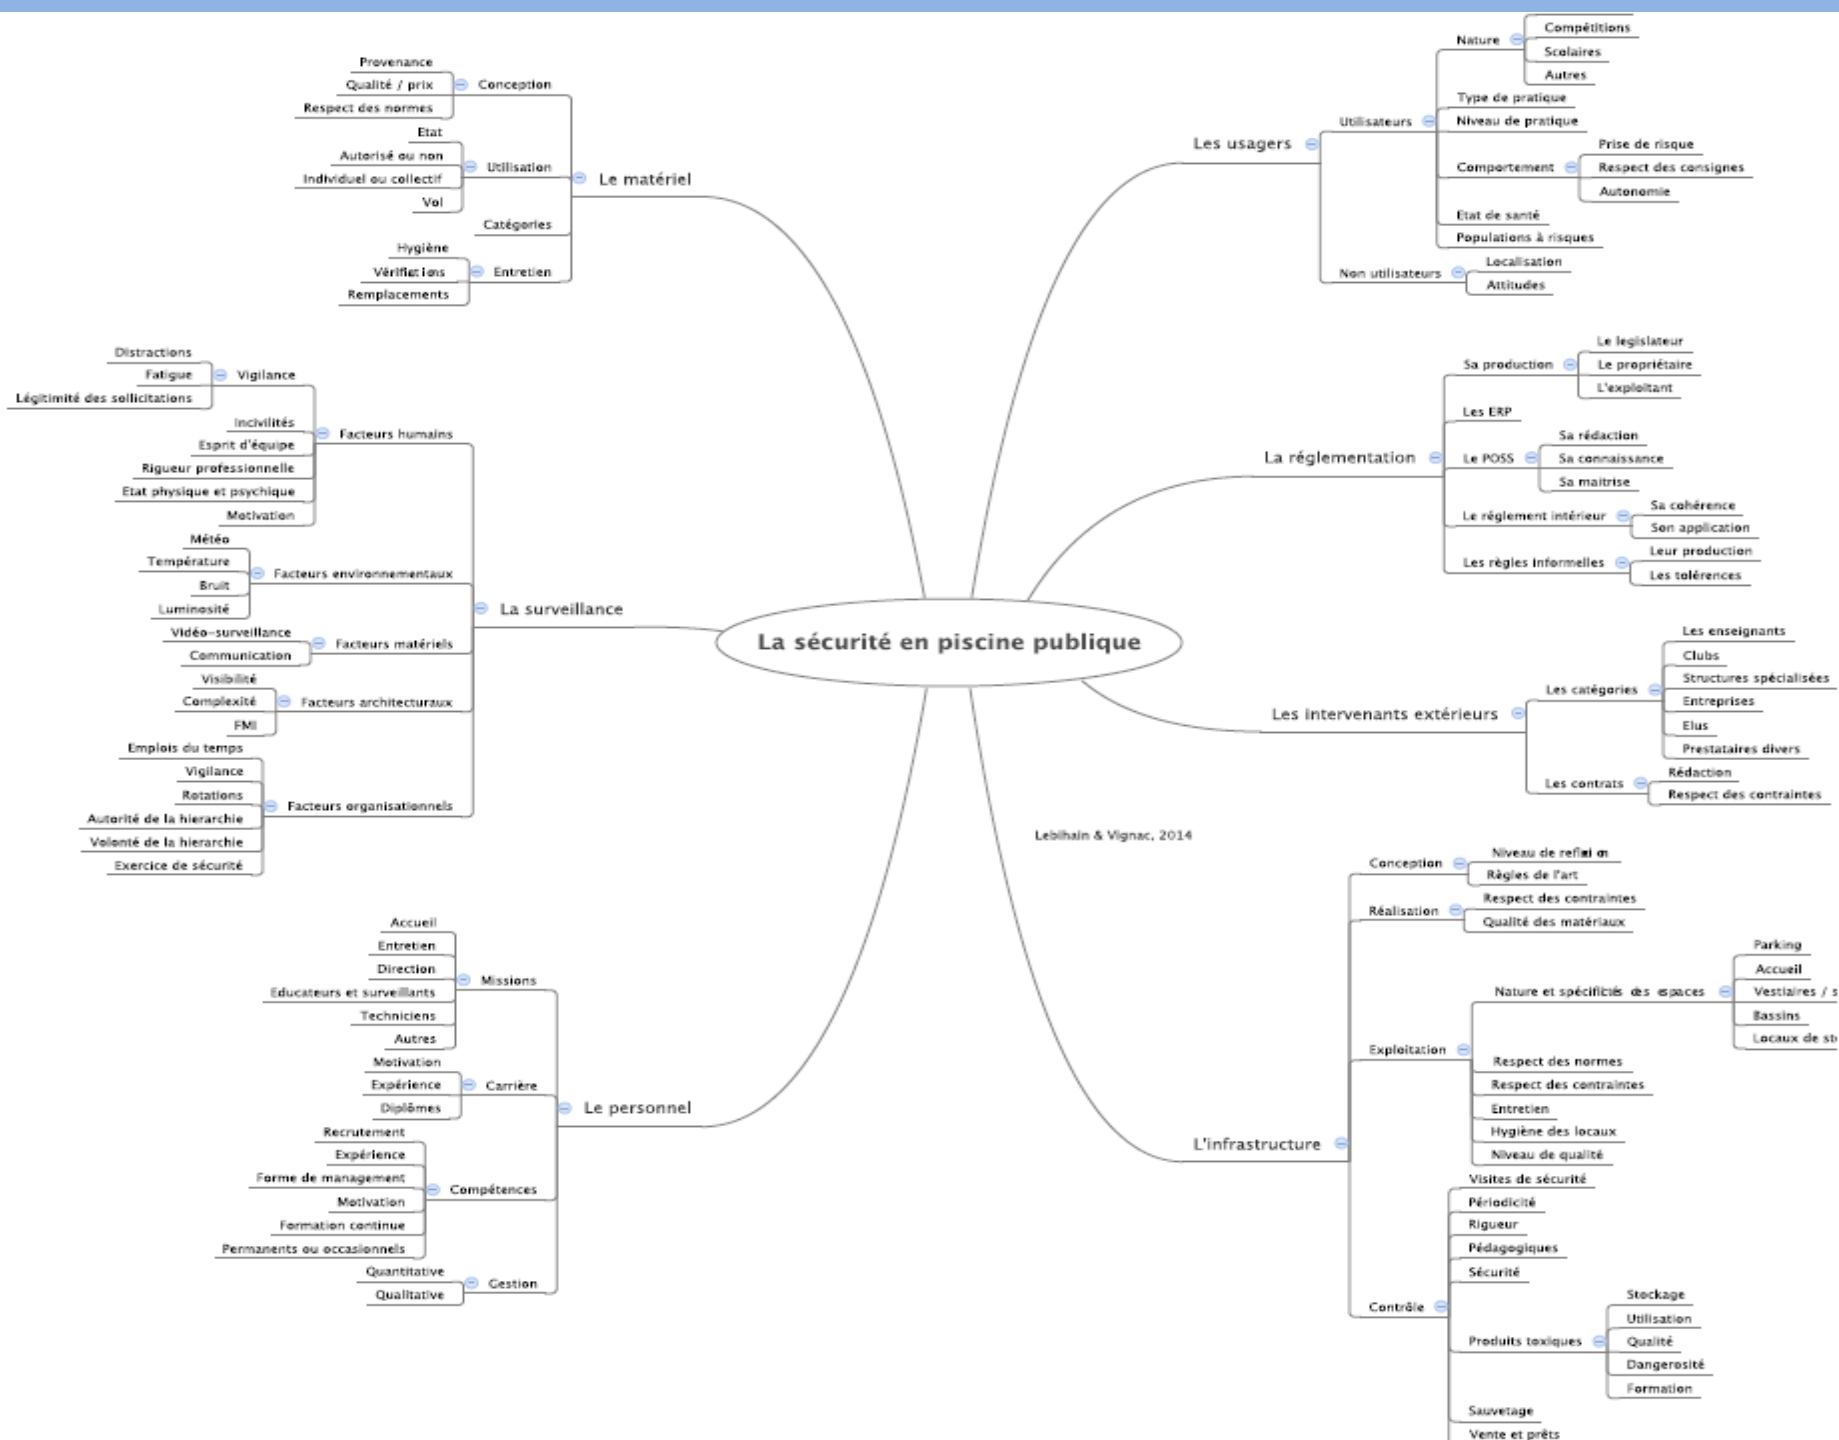 La sécurité en piscine publique
Lebihain & Vignac, 2014
Le matériel
Conception
Provenance
Qualité / prix
Respect des normes
Utilisation
Etat
Autorisé ou non
Individuel ou collectif
Vol
Catégories
Entretien
Hygiène
Vérifications
Remplacements
La surveillance
Facteurs humains
Vigilance
Distractions
Fatigue
Légitimité des sollicitations
Incivilités
Esprit d'équipe
Rigueur professionnelle
Etat physique et psychique
Motivation
Facteurs environnementaux
Météo
Température
Bruit
Luminosité
Facteurs matériels
Vidéo-surveillance
Communication
Facteurs architecturaux
Visibilité
Complexité
FMI
Facteurs organisationnels
Emplois du temps
Vigilance
Rotations
Autorité de la hierarchie
Volonté de la hierarchie
Exercice de sécurité
Le personnel
Missions
Accueil
Entretien
Direction
Educateurs et surveillants
Techniciens
Autres
Carrière
Motivation
Expérience
Diplômes
Compétences
Recrutement
Expérience
Forme de management
Motivation
Formation continue
Permanents ou occasionnels
Gestion
Quantitative
Qualitative
Les usagers
Utilisateurs
Nature
Compétitions
Scolaires
Autres
Type de pratique
Niveau de pratique
Comportement
Prise de risque
Respect des consignes
Autonomie
Etat de santé
Populations à risques
Non utilisateurs
Localisation
Attitudes
La réglementation
Sa production
Le legislateur
Le propriétaire
L'exploitant
Les ERP
Le POSS
Sa rédaction
Sa connaissance
Sa maitrise
Le réglement intérieur
Sa cohérence
Son application
Les règles informelles
Leur production
Les tolérences
Les intervenants extérieurs
Les catégories
Les enseignants
Clubs
Structures spécialisées
Entreprises
Elus
Prestataires divers
Les contrats
Rédaction
Respect des contraintes
L'infrastructure
Conception
Niveau de
Règles de l'art
Réalisation
Respect des contraintes
Qualité des matériaux
Exploitation
Nature et spécificités des espaces
Parking
Accueil
Vestiaires / s
Bassins
Locaux de
Respect des normes
Respect des contraintes
Entretien
Hygiène des locaux
Niveau de qualité
Contrôle
Visites de sécurité
Périodicité
Rigueur
Pédagogiques
Sécurité
Produits toxiques
Stockage
Utilisation
Qualité
Dangerosité
Formation
Sauvetage
Vente et prêts